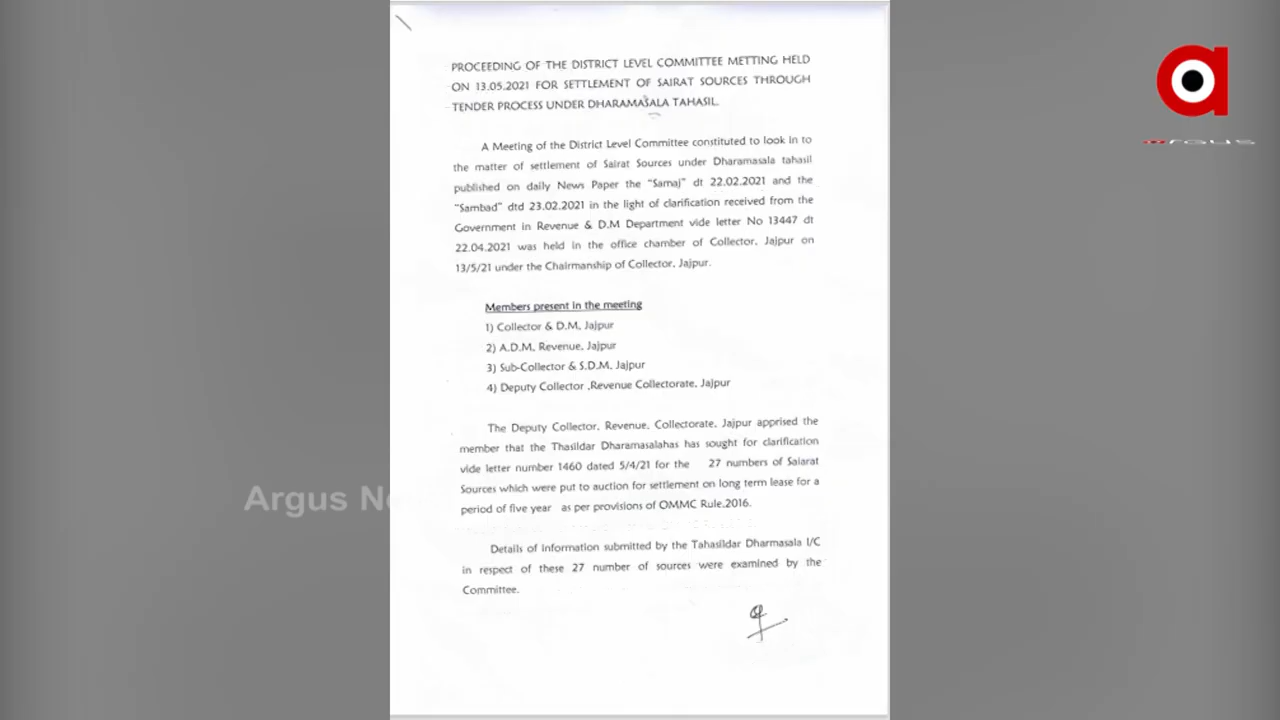 PROCEEDING OF THE DISTRICT LEVEL COMMITTEE METTING HELD
ON 13.05.2021 FOR SETTLEMENT OF SAIRAT SOURCES THROUGH
TENDER PROCESS UNDER DHARAMASALA TAHASIL.
A Meeting of the District Level Committee constituted to look in to
the matter of settlement of Sairat Sources under Dharamasala tahasil
published on daily News Paper the “Samaj” dt 22.02.2021 and the
“Sambad” dtd 23.02.2021 in the light of clarification received from the
Government in Revenue & D.M Department vide letter No 13447 dt
22.04.2021 was held in the office chamber of Collector, Jajpur on
13/5/21 under the Chairmanship of Collector, Jajpur.
Members present in the meeting
1) Collector & D.M, Jajpur
2) A.D.M, Revenue, Jajpur
3) Sub-Collector & S.D.M, Jajpur
4) Deputy Collector ,Revenue Collectorate, Jajpur
The Deputy Collector, Revenue, Collectorate, Jajpur apprised the
member that the Thasildar Dharamasalahas has sought for clarification
vide letter number 1460 dated 5/4/21 for the 27 numbers of Saiarat
Sources which were put to auction for settlement on long term lease for a
period of five year as per provisions of OMMC Rule,2016.
Details of information submitted by the Tahasildar Dharmasala I/C
in respect of these 27 number of sources were examined by the
Committee.
Argus Ne